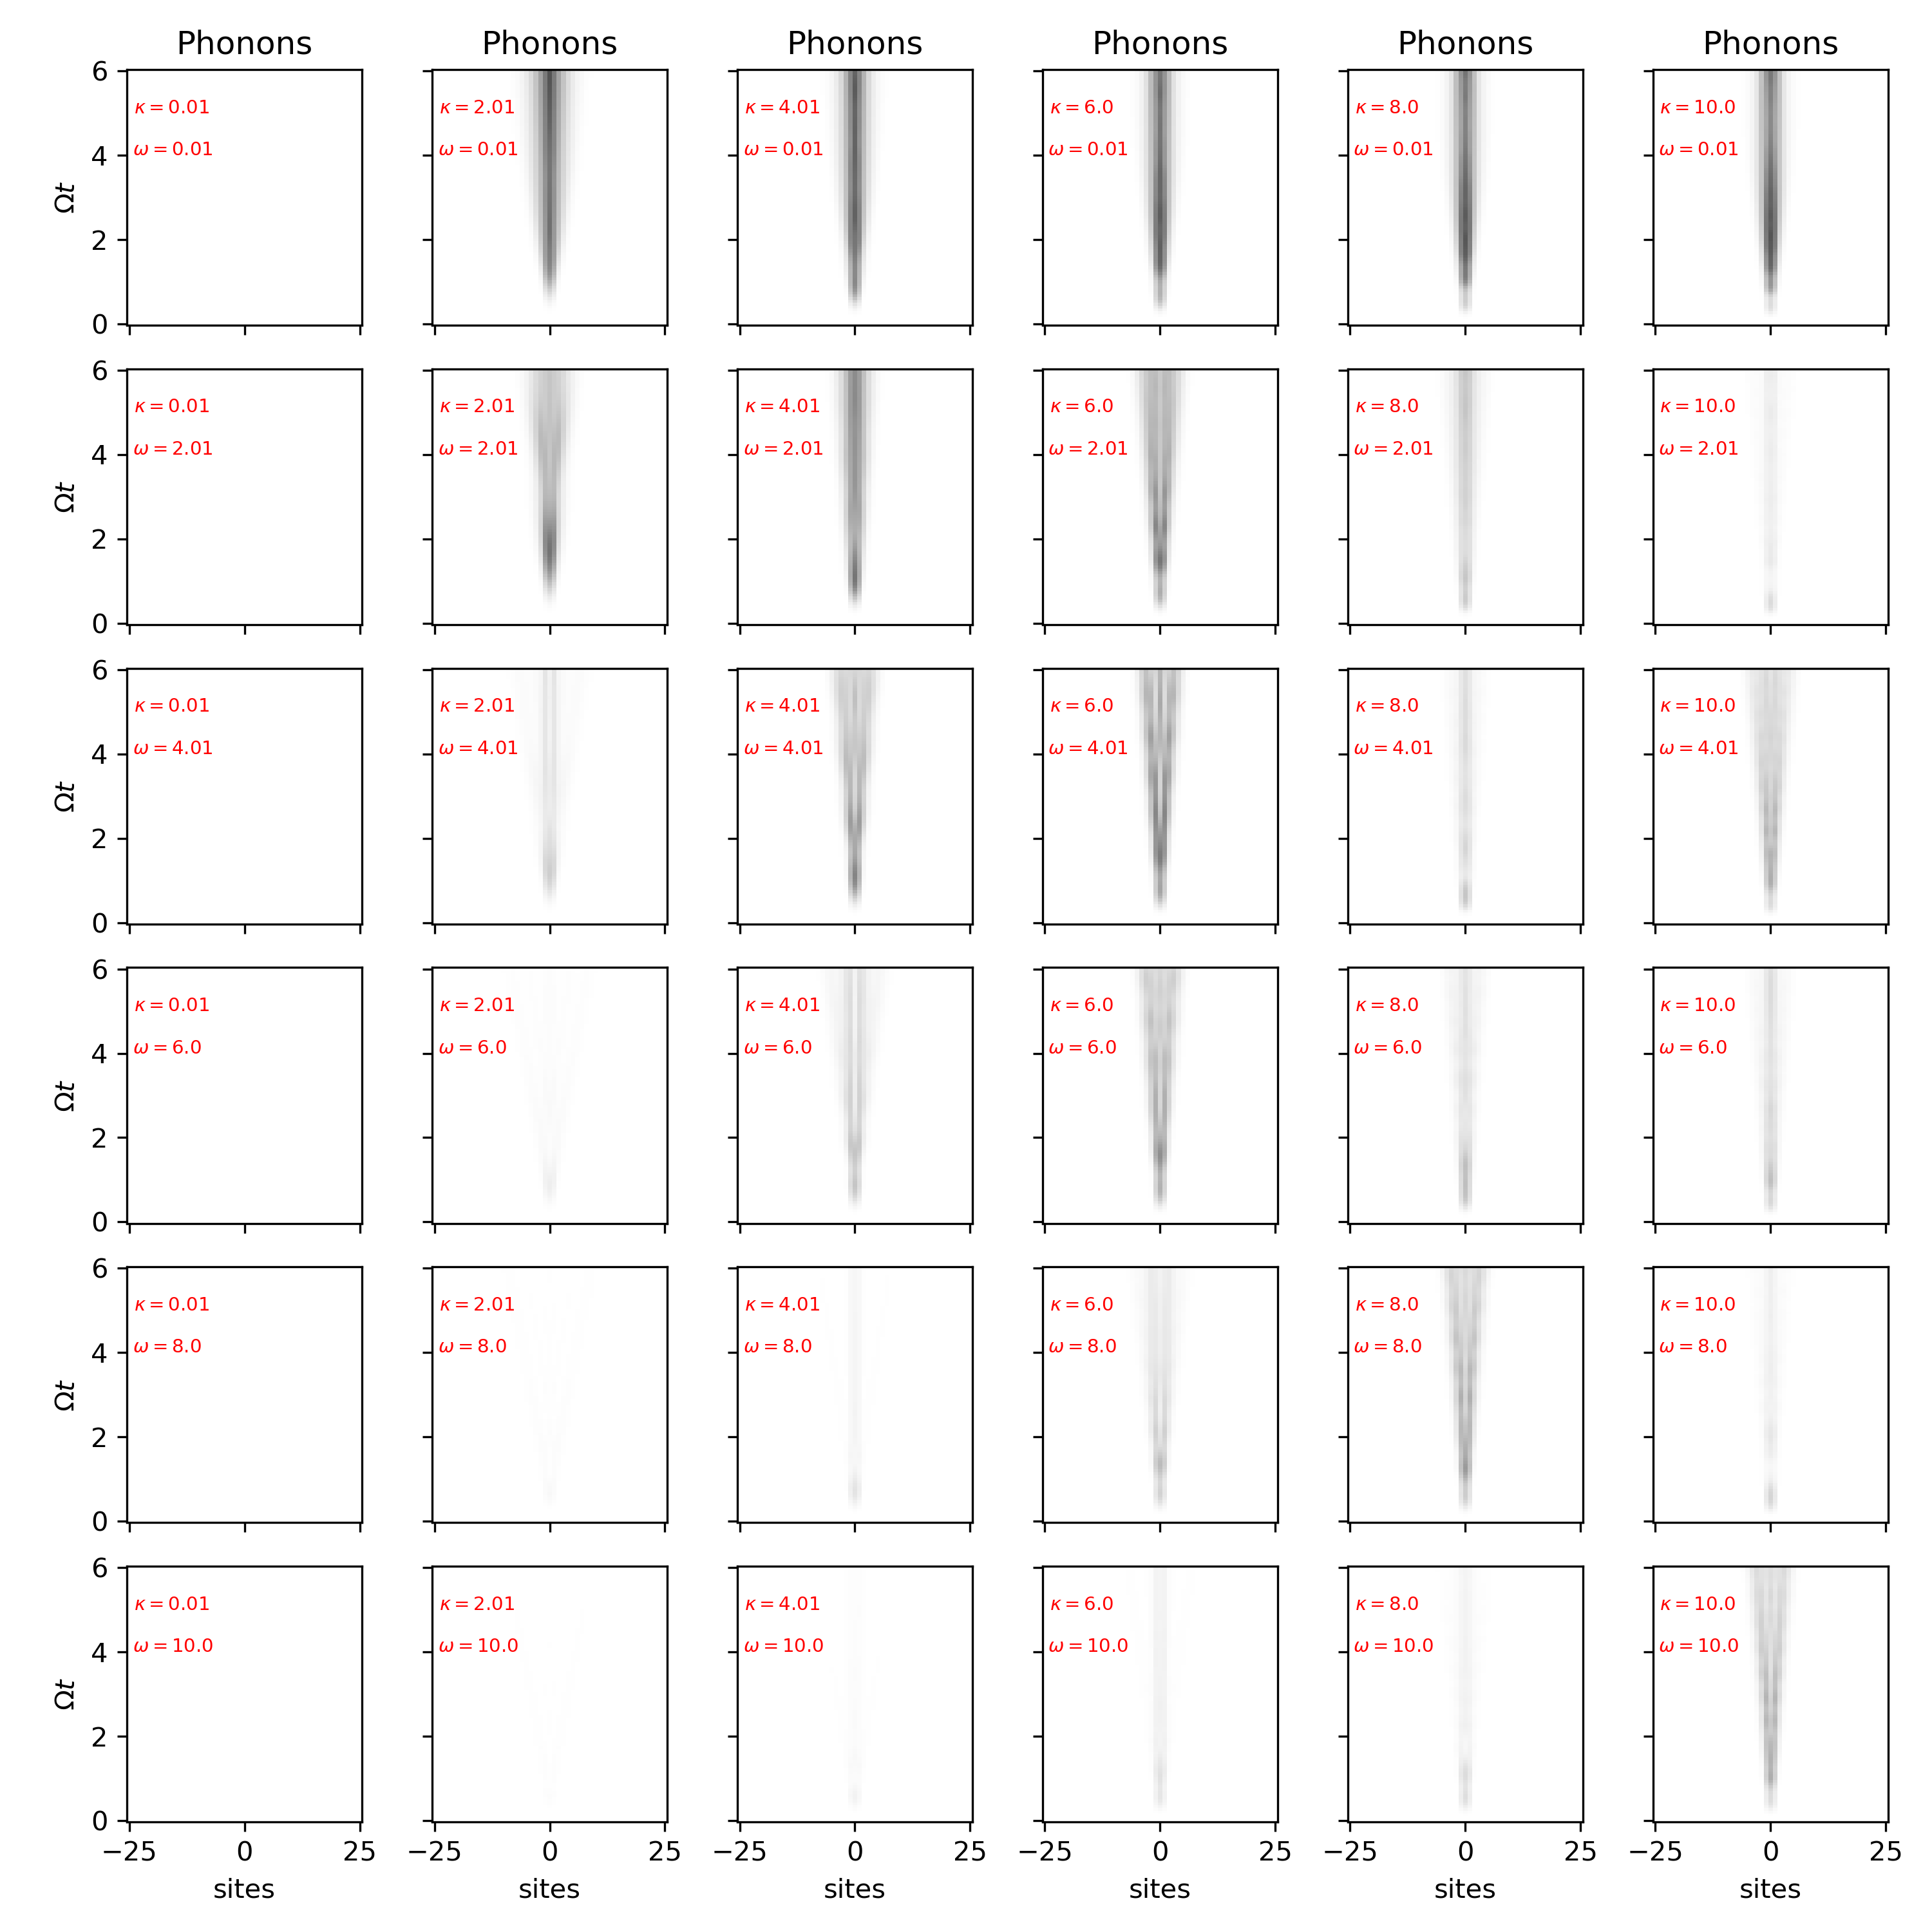 Phonons Phonons Phonons Phonons Phonons Phonons
6
κ = 0.01 κ = 2.01 κ = 4.01 κ = 6.0 κ = 8.0 κ = 10.0
4 ω = 0.01 ω = 0.01 ω = 0.01 ω = 0.01 ω = 0.01 ω = 0.01
Ωt
2
0
6
κ = 0.01 κ = 2.01 κ = 4.01 κ = 6.0 κ = 8.0 κ = 10.0
4 ω = 2.01 ω = 2.01 ω = 2.01 ω = 2.01 ω = 2.01 ω = 2.01
Ωt
2
0
6
κ = 0.01 κ = 2.01 κ = 4.01 κ = 6.0 κ = 8.0 κ = 10.0
4 ω = 4.01 ω = 4.01 ω = 4.01 ω = 4.01 ω = 4.01 ω = 4.01
Ωt
2
0
6
κ = 0.01 κ = 2.01 κ = 4.01 κ = 6.0 κ = 8.0 κ = 10.0
4 ω = 6.0 ω = 6.0 ω = 6.0 ω = 6.0 ω = 6.0 ω = 6.0
Ωt
2
0
6
κ = 0.01 κ = 2.01 κ = 4.01 κ = 6.0 κ = 8.0 κ = 10.0
4 ω = 8.0 ω = 8.0 ω = 8.0 ω = 8.0 ω = 8.0 ω = 8.0
Ωt
2
0
6
κ = 0.01 κ = 2.01 κ = 4.01 κ = 6.0 κ = 8.0 κ = 10.0
4 ω = 10.0 ω = 10.0 ω = 10.0 ω = 10.0 ω = 10.0 ω = 10.0
Ωt
2
0
−25 0 25 −25 0 25 −25 0 25 −25 0 25 −25 0 25 −25 0 25
sites sites sites sites sites sites